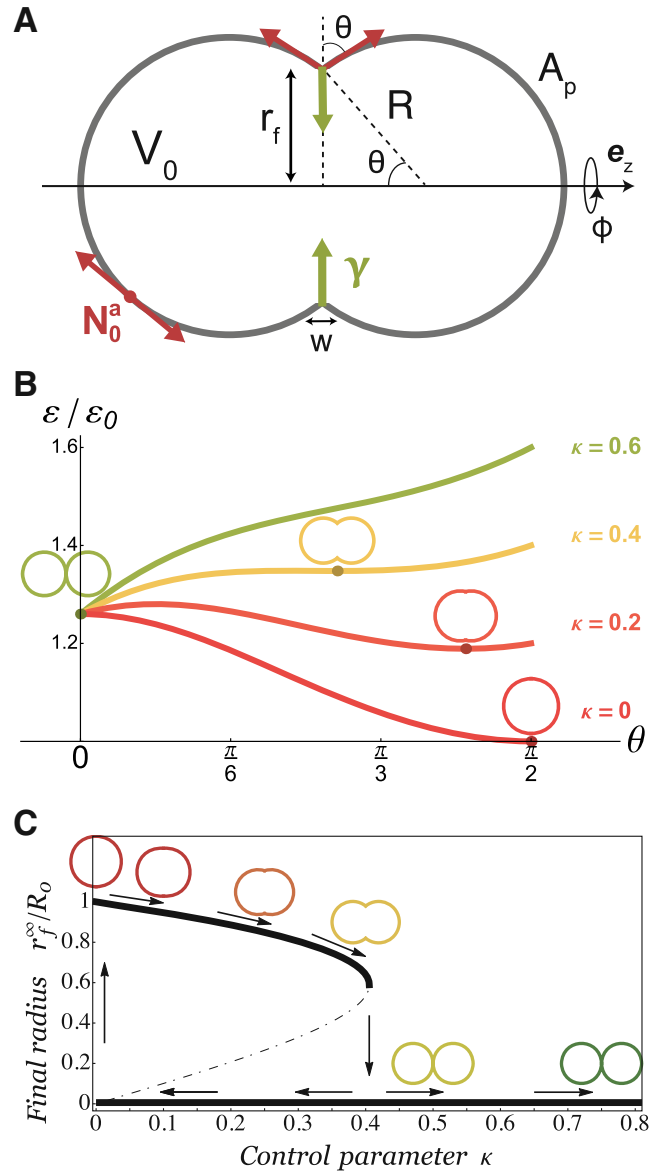 A
θ
A_p
r_f
R
V_0
θ
e_z
ϕ
γ
N_0^a
w
B
ε / ε_0
1.6
κ = 0.6
1.4
κ = 0.4
1.2
κ = 0.2
κ = 0
0
π/6
π/3
π/2
θ
C
Final radius r_f^∞/R_o
1
0.8
0.6
0.4
0.2
0
0 0.1 0.2 0.3 0.4 0.5 0.6 0.7 0.8
Control parameter κ